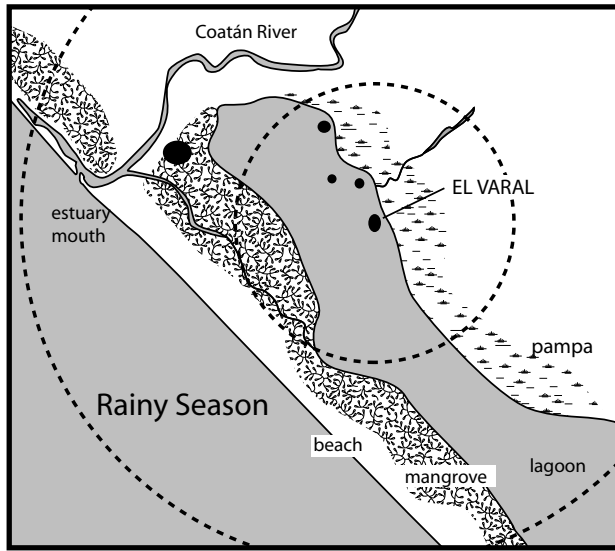 Coatán River
EL VARAL
estuary
mouth
pampa
Rainy Season
beach
lagoon
mangrove